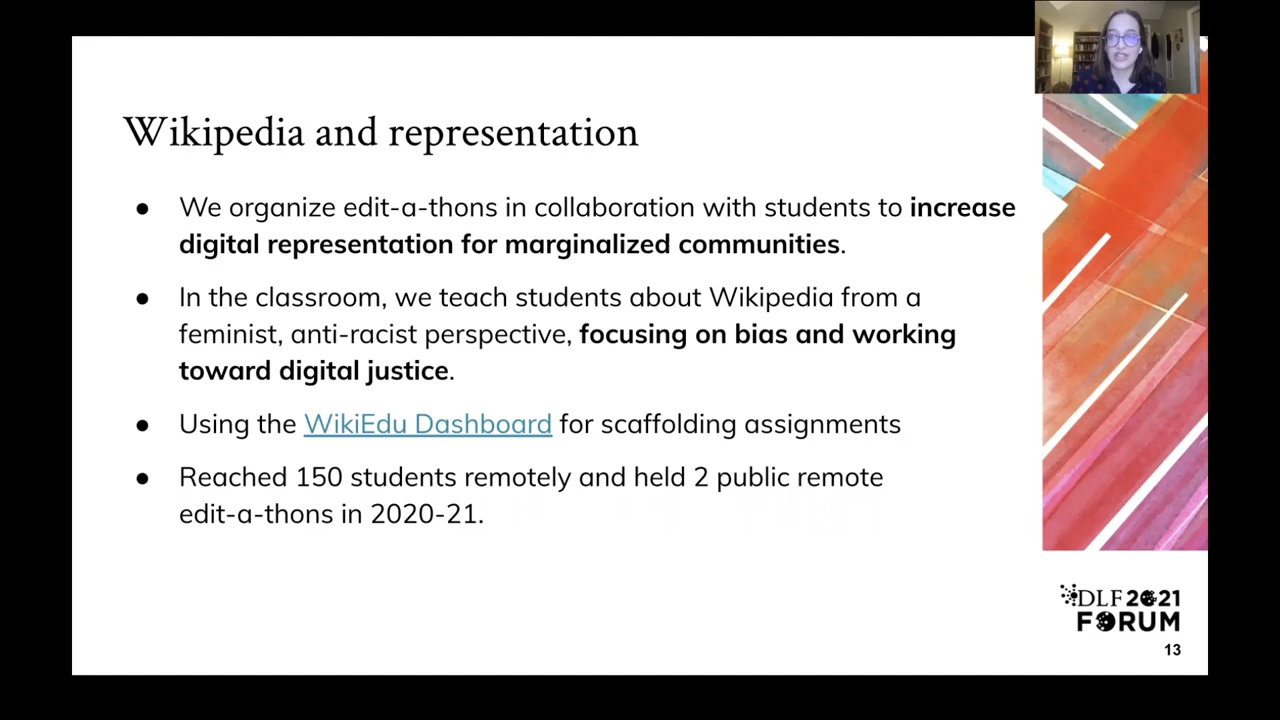 Wikipedia and representation
● We organize edit-a-thons in collaboration with students to increase
digital representation for marginalized communities.
● In the classroom, we teach students about Wikipedia from a
feminist, anti-racist perspective, focusing on bias and working
toward digital justice.
● Using the WikiEdu Dashboard for scaffolding assignments
● Reached 150 students remotely and held 2 public remote
edit-a-thons in 2020-21.
DLF 2021
FORUM
13